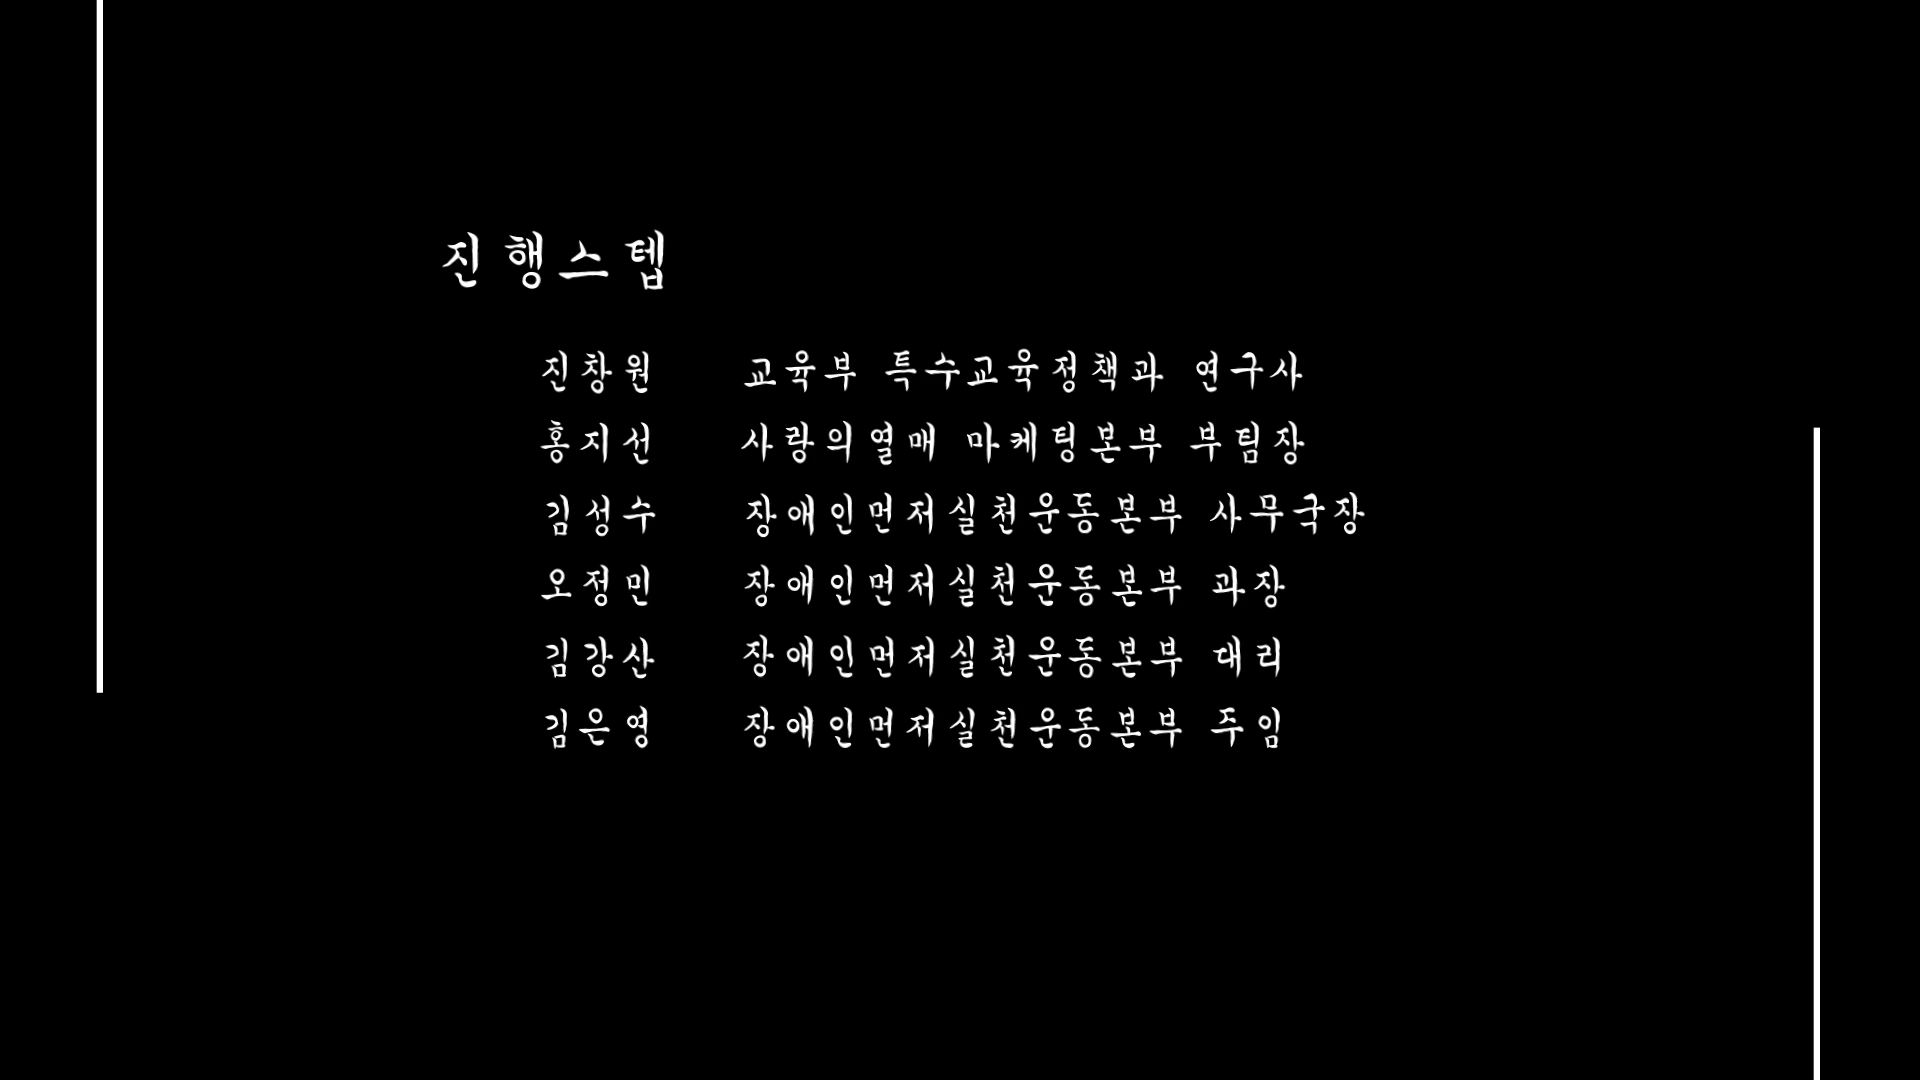 진행스텝
진창원 교육부 특수교육정책과 연구사
홍지선 사랑의열매 마케팅본부 부팀장
김성수 장애인먼저실천운동본부 사무국장
오정민 장애인먼저실천운동본부 과장
김강산 장애인먼저실천운동본부 대리
김은영 장애인먼저실천운동본부 주임